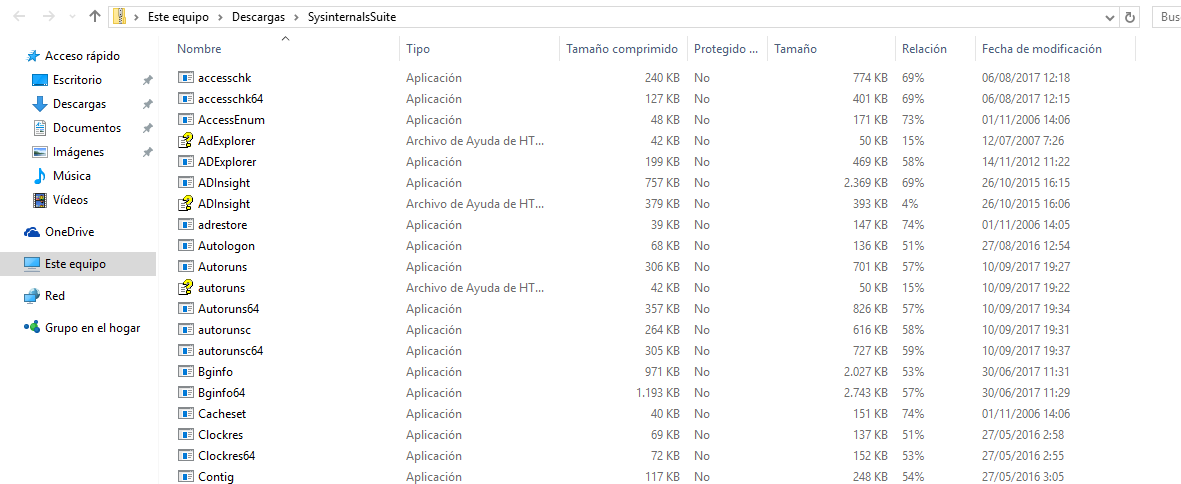 Este equipo > Descargas > SysinternalsSuite Bus
Nombre Tipo Tamaño comprimido Protegido ... Tamaño Relación Fecha de modificación
Acceso rápido
Escritorio
Descargas
Documentos
Imágenes
Música
Vídeos
OneDrive
Este equipo
Red
Grupo en el hogar
accesschk Aplicación 240 KB No 774 KB 69% 06/08/2017 12:18
accesschk64 Aplicación 127 KB No 401 KB 69% 06/08/2017 12:15
AccessEnum Aplicación 48 KB No 171 KB 73% 01/11/2006 14:06
AdExplorer Archivo de Ayuda de HT... 42 KB No 50 KB 15% 12/07/2007 7:26
ADExplorer Aplicación 199 KB No 469 KB 58% 14/11/2012 11:22
ADInsight Aplicación 757 KB No 2.369 KB 69% 26/10/2015 16:15
ADInsight Archivo de Ayuda de HT... 379 KB No 393 KB 4% 26/10/2015 16:06
adrestore Aplicación 39 KB No 147 KB 74% 01/11/2006 14:05
Autologon Aplicación 68 KB No 136 KB 51% 27/08/2016 12:54
Autoruns Aplicación 306 KB No 701 KB 57% 10/09/2017 19:27
autoruns Archivo de Ayuda de HT... 42 KB No 50 KB 15% 10/09/2017 19:22
Autoruns64 Aplicación 357 KB No 826 KB 57% 10/09/2017 19:34
autorunsc Aplicación 264 KB No 616 KB 58% 10/09/2017 19:31
autorunsc64 Aplicación 305 KB No 727 KB 59% 10/09/2017 19:37
Bginfo Aplicación 971 KB No 2.027 KB 53% 30/06/2017 11:31
Bginfo64 Aplicación 1.193 KB No 2.743 KB 57% 30/06/2017 11:29
Cacheset Aplicación 40 KB No 151 KB 74% 01/11/2006 14:06
Clockres Aplicación 69 KB No 137 KB 51% 27/05/2016 2:58
Clockres64 Aplicación 72 KB No 152 KB 53% 27/05/2016 2:55
Contig Aplicación 117 KB No 248 KB 54% 27/05/2016 3:05